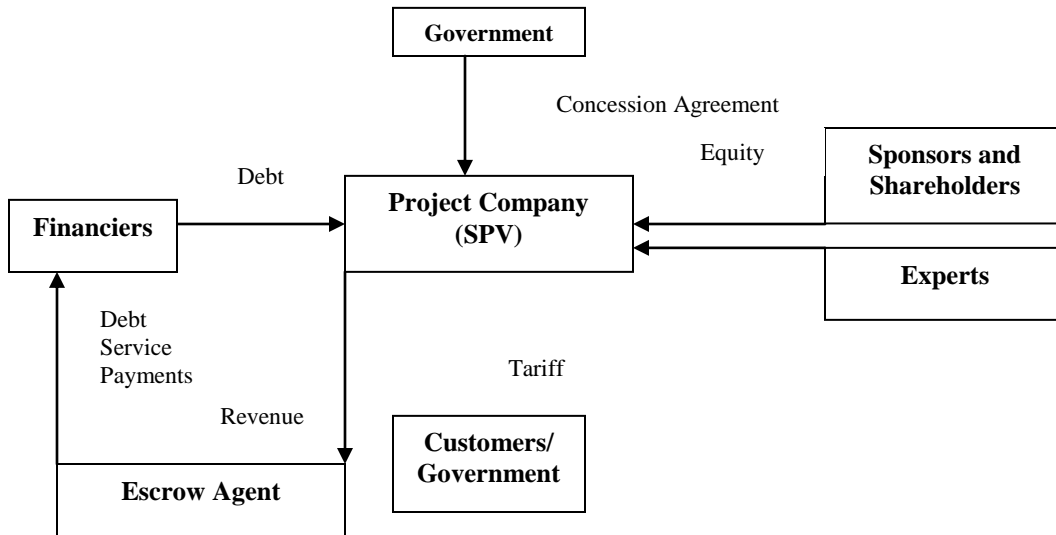 Government
Concession Agreement
Equity
Sponsors and
Shareholders
Debt
Project Company
(SPV)
Financiers
Experts
Debt
Service
Payments
Tariff
Revenue
Customers/
Government
Escrow Agent